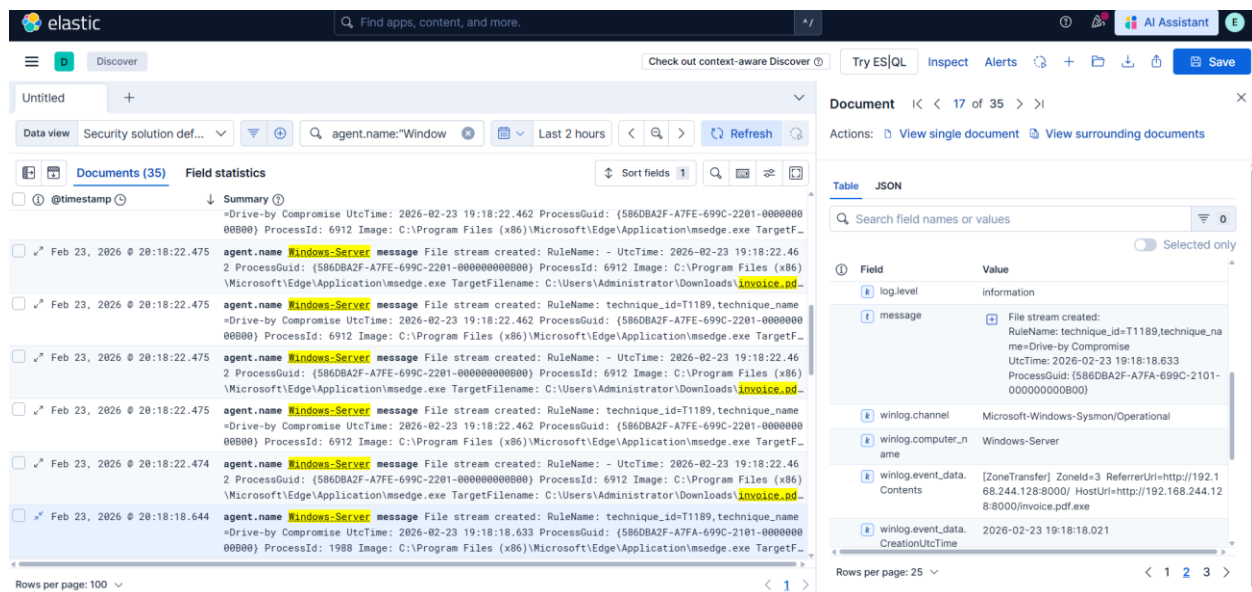 elastic
Find apps, content, and more.
^/
AI Assistant
E
D
Discover
Check out context-aware Discover
Try ES|QL
Inspect
Alerts
Save
Untitled
Data view
Security solution def...
agent.name:"Window
Last 2 hours
Refresh
Documents (35)
Field statistics
Sort fields 1
@timestamp
Summary
=Drive-by Compromise UtcTime: 2026-02-23 19:18:22.462 ProcessGuid: {586DBA2F-A7FE-699C-2201-0000000
00B00} ProcessId: 6912 Image: C:\Program Files (x86)\Microsoft\Edge\Application\msedge.exe TargetF…
Feb 23, 2026 @ 20:18:22.475
agent.name Windows-Server message File stream created: RuleName: - UtcTime: 2026-02-23 19:18:22.46
2 ProcessGuid: {586DBA2F-A7FE-699C-2201-000000000B00} ProcessId: 6912 Image: C:\Program Files (x86)
\Microsoft\Edge\Application\msedge.exe TargetFilename: C:\Users\Administrator\Downloads\invoice.pd…
Feb 23, 2026 @ 20:18:22.475
agent.name Windows-Server message File stream created: RuleName: technique_id=T1189,technique_name
=Drive-by Compromise UtcTime: 2026-02-23 19:18:22.462 ProcessGuid: {586DBA2F-A7FE-699C-2201-0000000
00B00} ProcessId: 6912 Image: C:\Program Files (x86)\Microsoft\Edge\Application\msedge.exe TargetF…
Feb 23, 2026 @ 20:18:22.475
agent.name Windows-Server message File stream created: RuleName: - UtcTime: 2026-02-23 19:18:22.46
2 ProcessGuid: {586DBA2F-A7FE-699C-2201-000000000B00} ProcessId: 6912 Image: C:\Program Files (x86)
\Microsoft\Edge\Application\msedge.exe TargetFilename: C:\Users\Administrator\Downloads\invoice.pd…
Feb 23, 2026 @ 20:18:22.475
agent.name Windows-Server message File stream created: RuleName: technique_id=T1189,technique_name
=Drive-by Compromise UtcTime: 2026-02-23 19:18:22.462 ProcessGuid: {586DBA2F-A7FE-699C-2201-0000000
00B00} ProcessId: 6912 Image: C:\Program Files (x86)\Microsoft\Edge\Application\msedge.exe TargetF…
Feb 23, 2026 @ 20:18:22.474
agent.name Windows-Server message File stream created: RuleName: - UtcTime: 2026-02-23 19:18:22.46
2 ProcessGuid: {586DBA2F-A7FE-699C-2201-000000000B00} ProcessId: 6912 Image: C:\Program Files (x86)
\Microsoft\Edge\Application\msedge.exe TargetFilename: C:\Users\Administrator\Downloads\invoice.pd…
Feb 23, 2026 @ 20:18:18.644
agent.name Windows-Server message File stream created: RuleName: technique_id=T1189,technique_name
=Drive-by Compromise UtcTime: 2026-02-23 19:18:18.633 ProcessGuid: {586DBA2F-A7FA-699C-2101-0000000
00B00} ProcessId: 1988 Image: C:\Program Files (x86)\Microsoft\Edge\Application\msedge.exe TargetF…
Rows per page: 100
1
Document
17 of 35
Actions: View single document View surrounding documents
Table
JSON
Search field names or values
0
Selected only
Field
Value
k log.level
information
t message
File stream created:
RuleName: technique_id=T1189,technique_na
me=Drive-by Compromise
UtcTime: 2026-02-23 19:18:18.633
ProcessGuid: {586DBA2F-A7FA-699C-2101-
000000000B00}
k winlog.channel
Microsoft-Windows-Sysmon/Operational
k winlog.computer_n
ame
Windows-Server
k winlog.event_data.
Contents
[ZoneTransfer] ZoneId=3 ReferrerUrl=http://192.1
68.244.128:8000/ HostUrl=http://192.168.244.12
8:8000/invoice.pdf.exe
k winlog.event_data.
CreationUtcTime
2026-02-23 19:18:18.021
Rows per page: 25
1 2 3